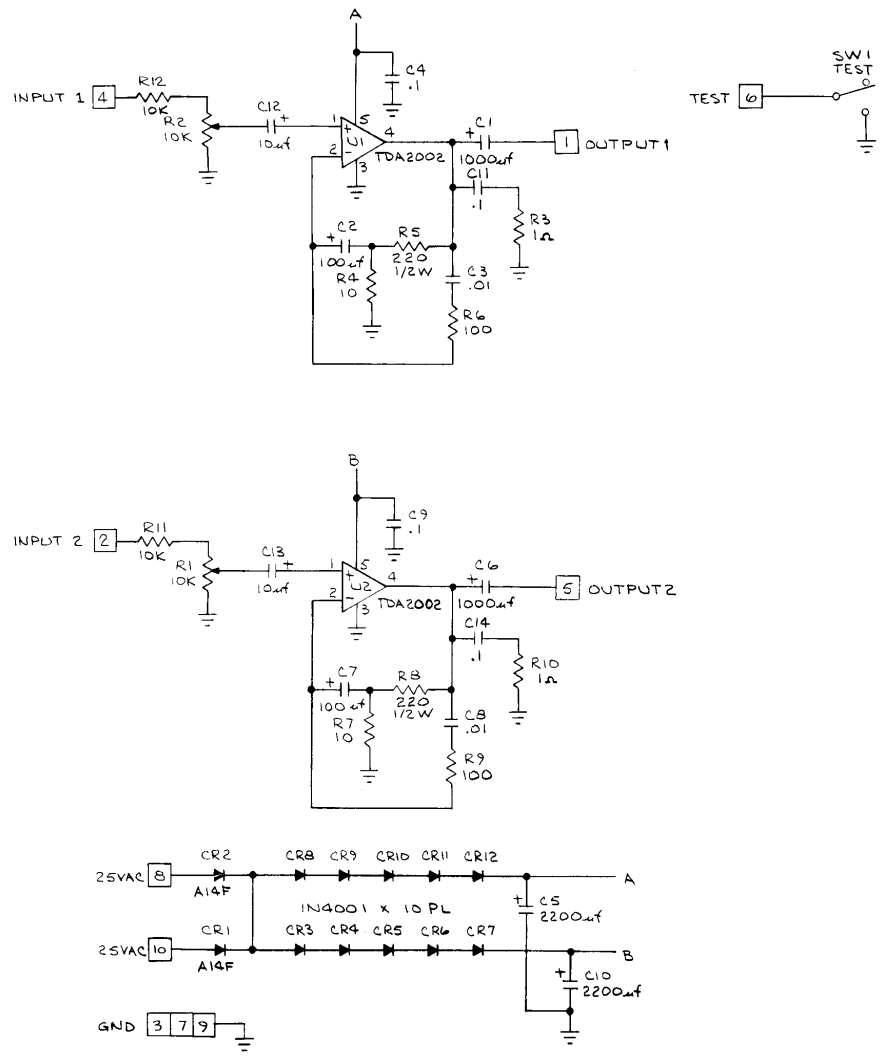 A
C4
.1
SW1
TEST
R12
INPUT 1 4
10K
R2
10K
C12
+
10uf
1
5
+
U1
4
2
-
3
TDA2002
C1
+
1000uf
1 OUTPUT1
TEST 6
C11
.1
R3
1Ω
C2
+
100uf
R5
220
1/2W
R4
10
C3
.01
R6
100
B
C9
.1
R11
INPUT 2 2
10K
R1
10K
C13
+
10uf
1
5
+
U2
4
2
-
3
TDA2002
C6
+
1000uf
5 OUTPUT2
C14
.1
R10
1Ω
C7
+
100uf
R8
220
1/2W
R7
10
C8
.01
R9
100
CR2 CR8 CR9 CR10 CR11 CR12
25VAC 8
A14F
A
+
C5
2200uf
1N4001 x 10 PL
CR1 CR3 CR4 CR5 CR6 CR7
25VAC 10
A14F
B
+
C10
2200uf
GND 3 7 9